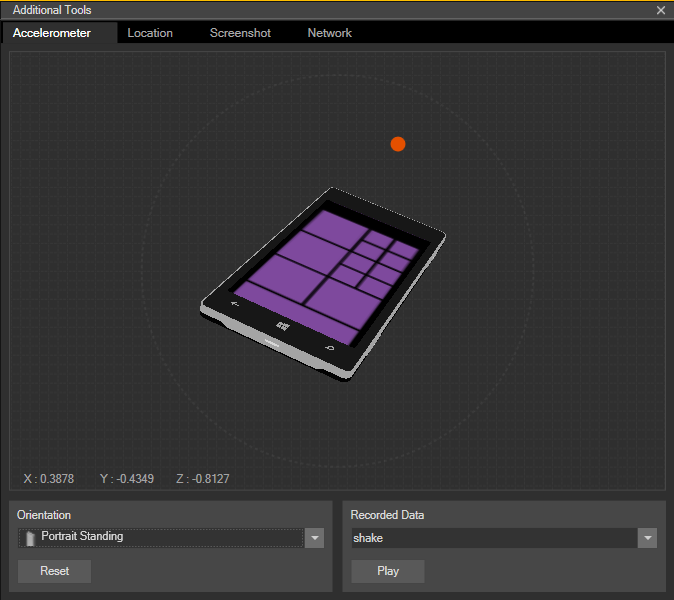 Additional Tools
Accelerometer Location Screenshot Network
X : 0.3878 Y : -0.4349 Z : -0.8127
Orientation
Portrait Standing
Reset
Recorded Data
shake
Play